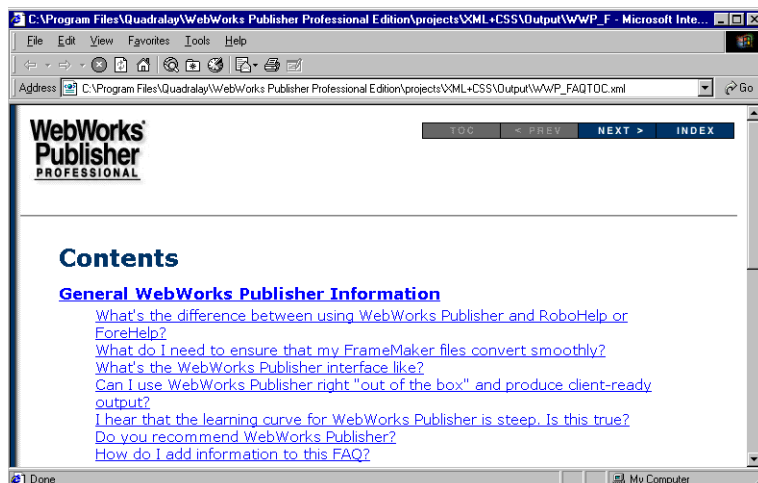 C:\Program Files\Quadralay\WebWorks Publisher Professional Edition\projects\XML+CSS\Output\WWP_F - Microsoft Inte...
File Edit View Favorites Tools Help
Address C:\Program Files\Quadralay\WebWorks Publisher Professional Edition\projects\XML+CSS\Output\WWP_FAQTOC.xml Go
WebWorks
Publisher
PROFESSIONAL
TOC < PREV NEXT > INDEX
Contents
General WebWorks Publisher Information
What's the difference between using WebWorks Publisher and RoboHelp or
ForeHelp?
What do I need to ensure that my FrameMaker files convert smoothly?
What's the WebWorks Publisher interface like?
Can I use WebWorks Publisher right "out of the box" and produce client-ready
output?
I hear that the learning curve for WebWorks Publisher is steep. Is this true?
Do you recommend WebWorks Publisher?
How do I add information to this FAQ?
Done My Computer